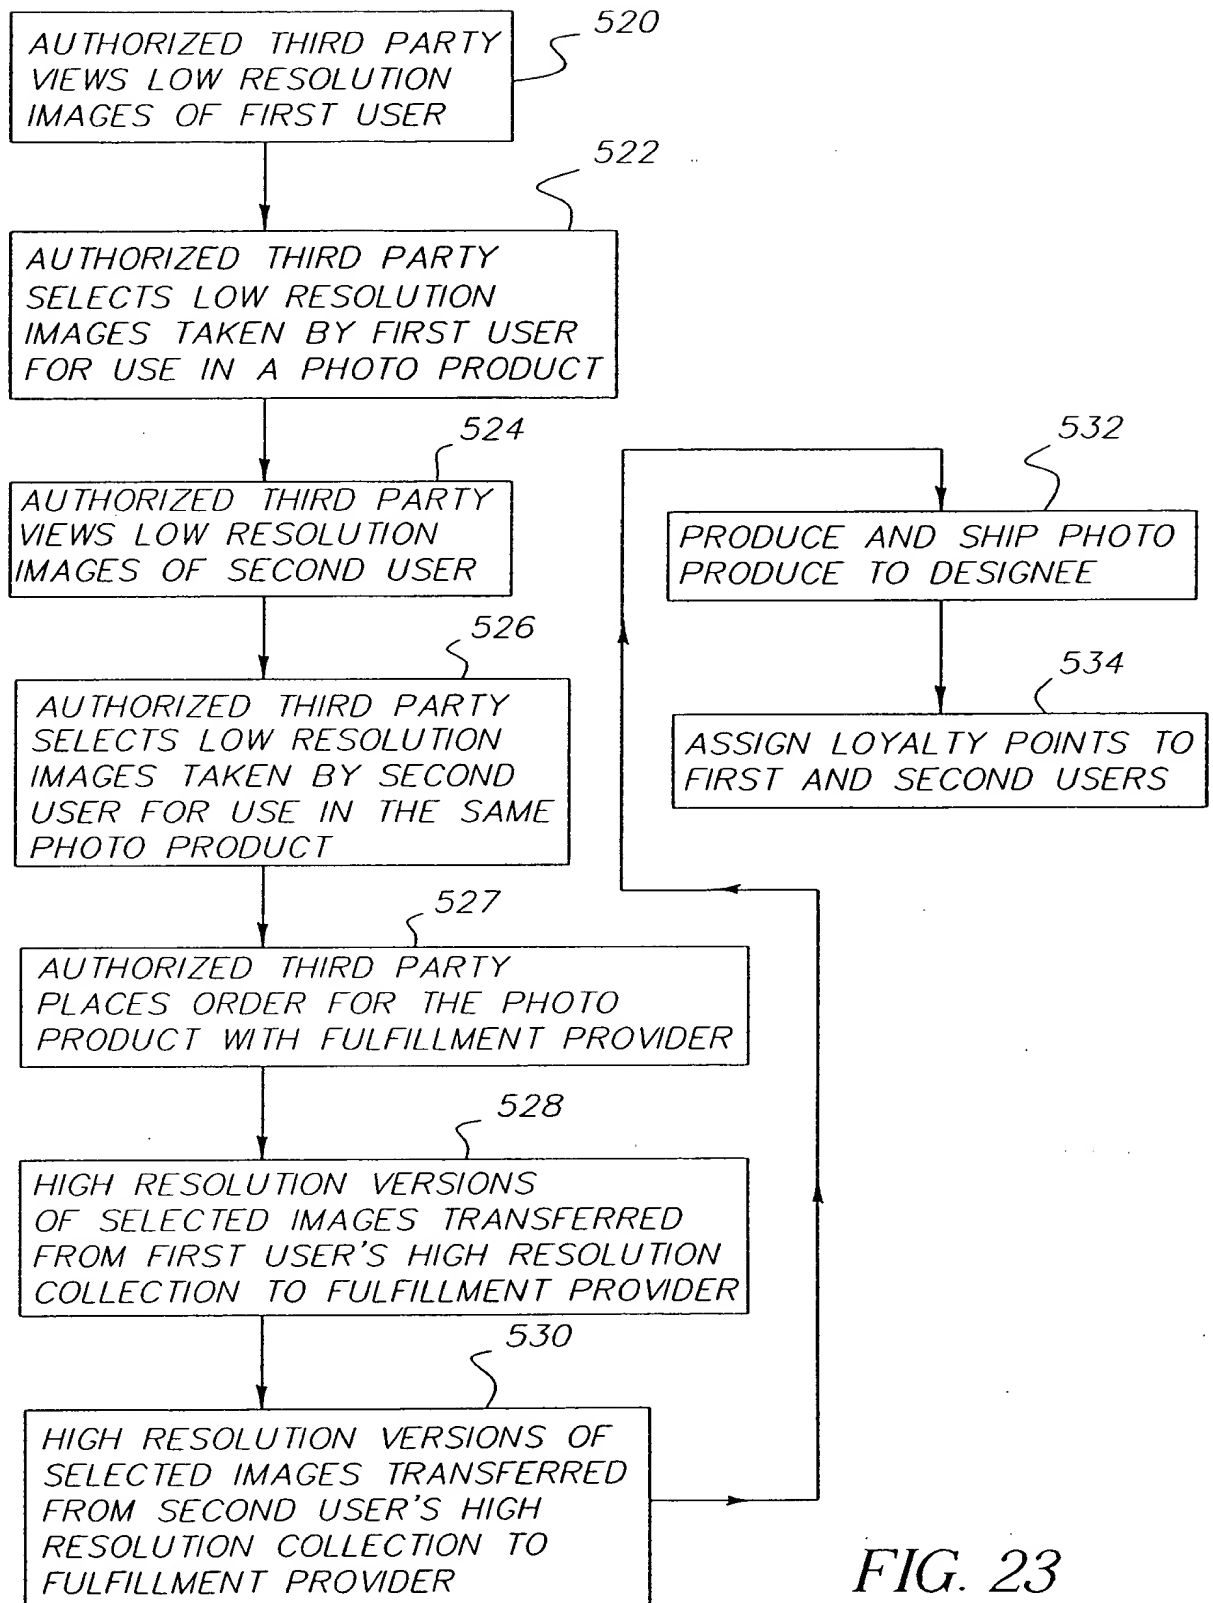 520
AUTHORIZED THIRD PARTY
VIEWS LOW RESOLUTION
IMAGES OF FIRST USER
522
AUTHORIZED THIRD PARTY
SELECTS LOW RESOLUTION
IMAGES TAKEN BY FIRST USER
FOR USE IN A PHOTO PRODUCT
524
AUTHORIZED THIRD PARTY
VIEWS LOW RESOLUTION
IMAGES OF SECOND USER
526
AUTHORIZED THIRD PARTY
SELECTS LOW RESOLUTION
IMAGES TAKEN BY SECOND
USER FOR USE IN THE SAME
PHOTO PRODUCT
527
AUTHORIZED THIRD PARTY
PLACES ORDER FOR THE PHOTO
PRODUCT WITH FULFILLMENT PROVIDER
528
HIGH RESOLUTION VERSIONS
OF SELECTED IMAGES TRANSFERRED
FROM FIRST USER'S HIGH RESOLUTION
COLLECTION TO FULFILLMENT PROVIDER
530
HIGH RESOLUTION VERSIONS OF
SELECTED IMAGES TRANSFERRED
FROM SECOND USER'S HIGH
RESOLUTION COLLECTION TO
FULFILLMENT PROVIDER
532
PRODUCE AND SHIP PHOTO
PRODUCE TO DESIGNEE
534
ASSIGN LOYALTY POINTS TO
FIRST AND SECOND USERS
FIG. 23